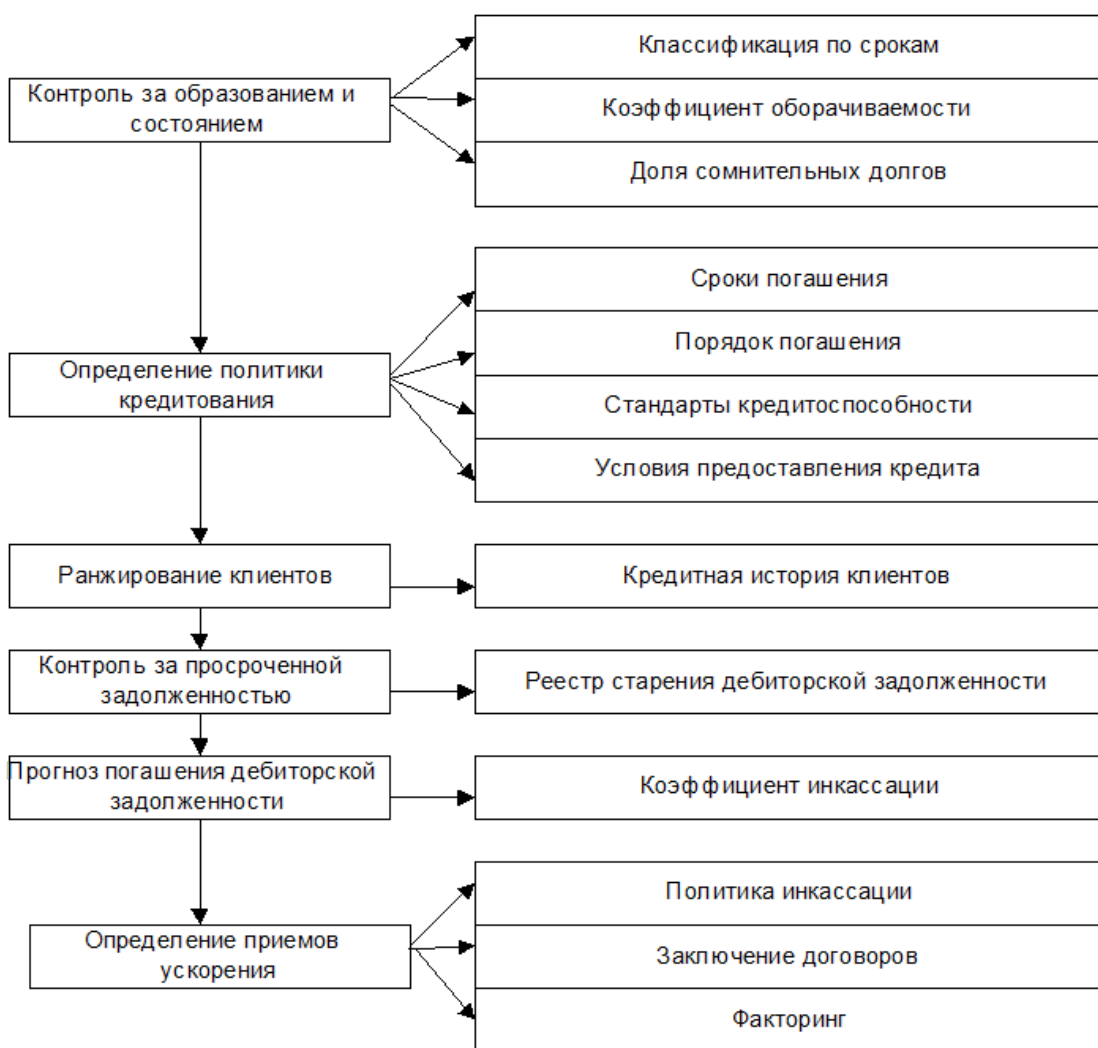 Контроль за образованием и
состоянием
Классификация по срокам
Коэффициент оборачиваемости
Доля сомнительных долгов
Определение политики
кредитования
Сроки погашения
Порядок погашения
Стандарты кредитоспособности
Условия предоставления кредита
Ранжирование клиентов
Кредитная история клиентов
Контроль за просроченной
задолженностью
Реестр старения дебиторской задолженности
Прогноз погашения дебиторской
задолженности
Коэффициент инкассации
Определение приемов
ускорения
Политика инкассации
Заключение договоров
Факторинг